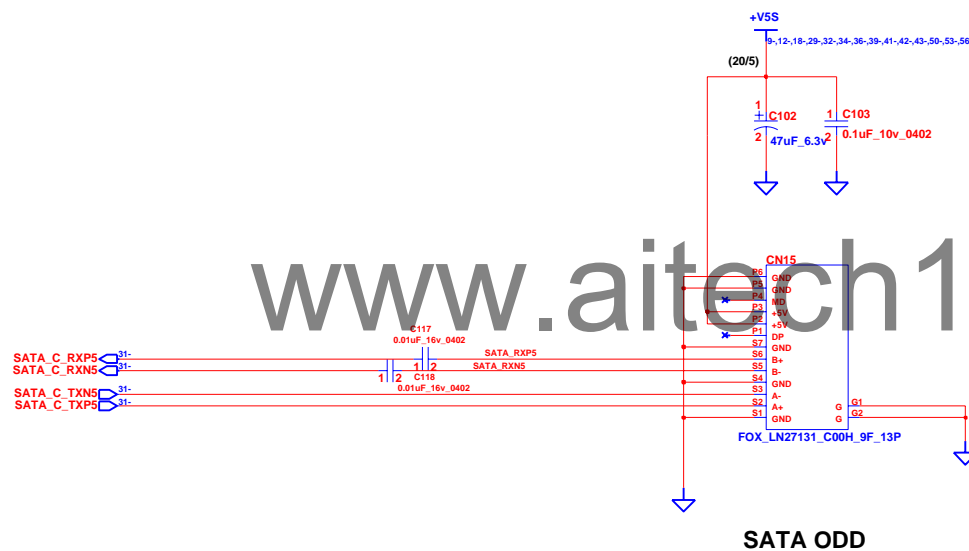 +V5S
9-,12-,18-,29-,32-,34-,36-,39-,41-,42-,43-,50-,53-,56
(20/5)
1 C102 1 C103
+
2 47uF_6.3v 2 0.1uF_10v_0402
www.aitech1
CN15
P6 GND
P5 GND
P4 MD
P3 +5V
P2 +5V
P1 DP
S7 GND
C117
0.01uF_16v_0402
SATA_C_RXP5 31- 1 2 SATA_RXP5 S6 B+
SATA_C_RXN5 31- 1 2 SATA_RXN5 S5 B-
C118
0.01uF_16v_0402
S4 GND
SATA_C_TXN5 31- S3 A-
SATA_C_TXP5 31- S2 A+ G G1
S1 GND G G2
FOX_LN27131_C00H_9F_13P
SATA ODD